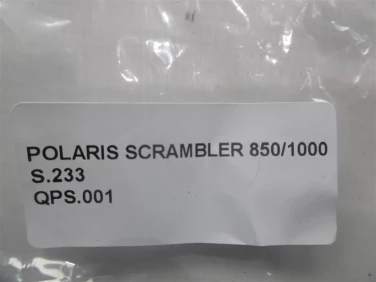 POLARIS SCRAMBLER 850/1000
S.233
QPS.001